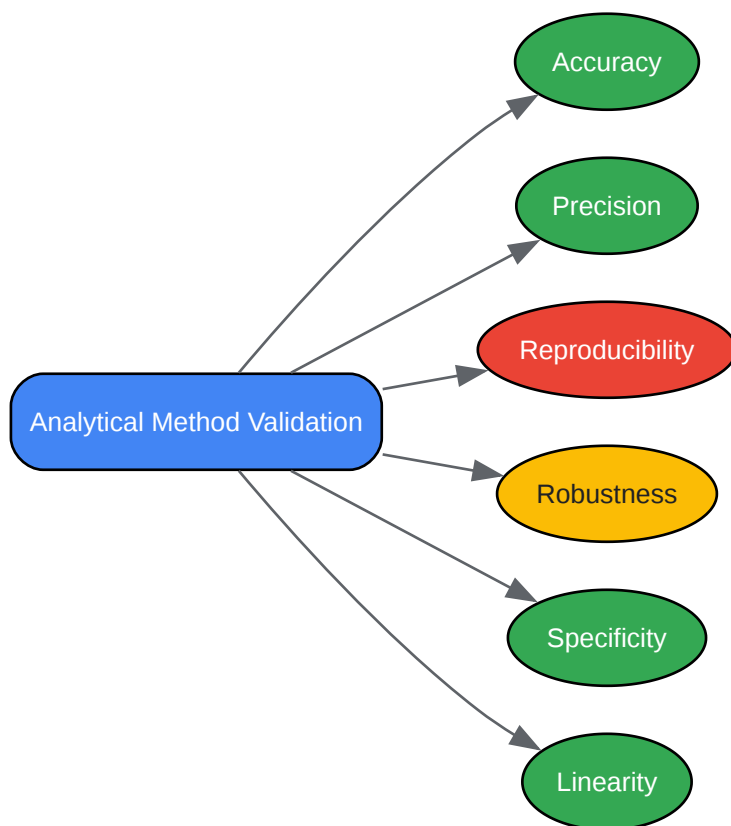 Accuracy
Precision
Reproducibility
Analytical Method Validation
Robustness
Specificity
Linearity